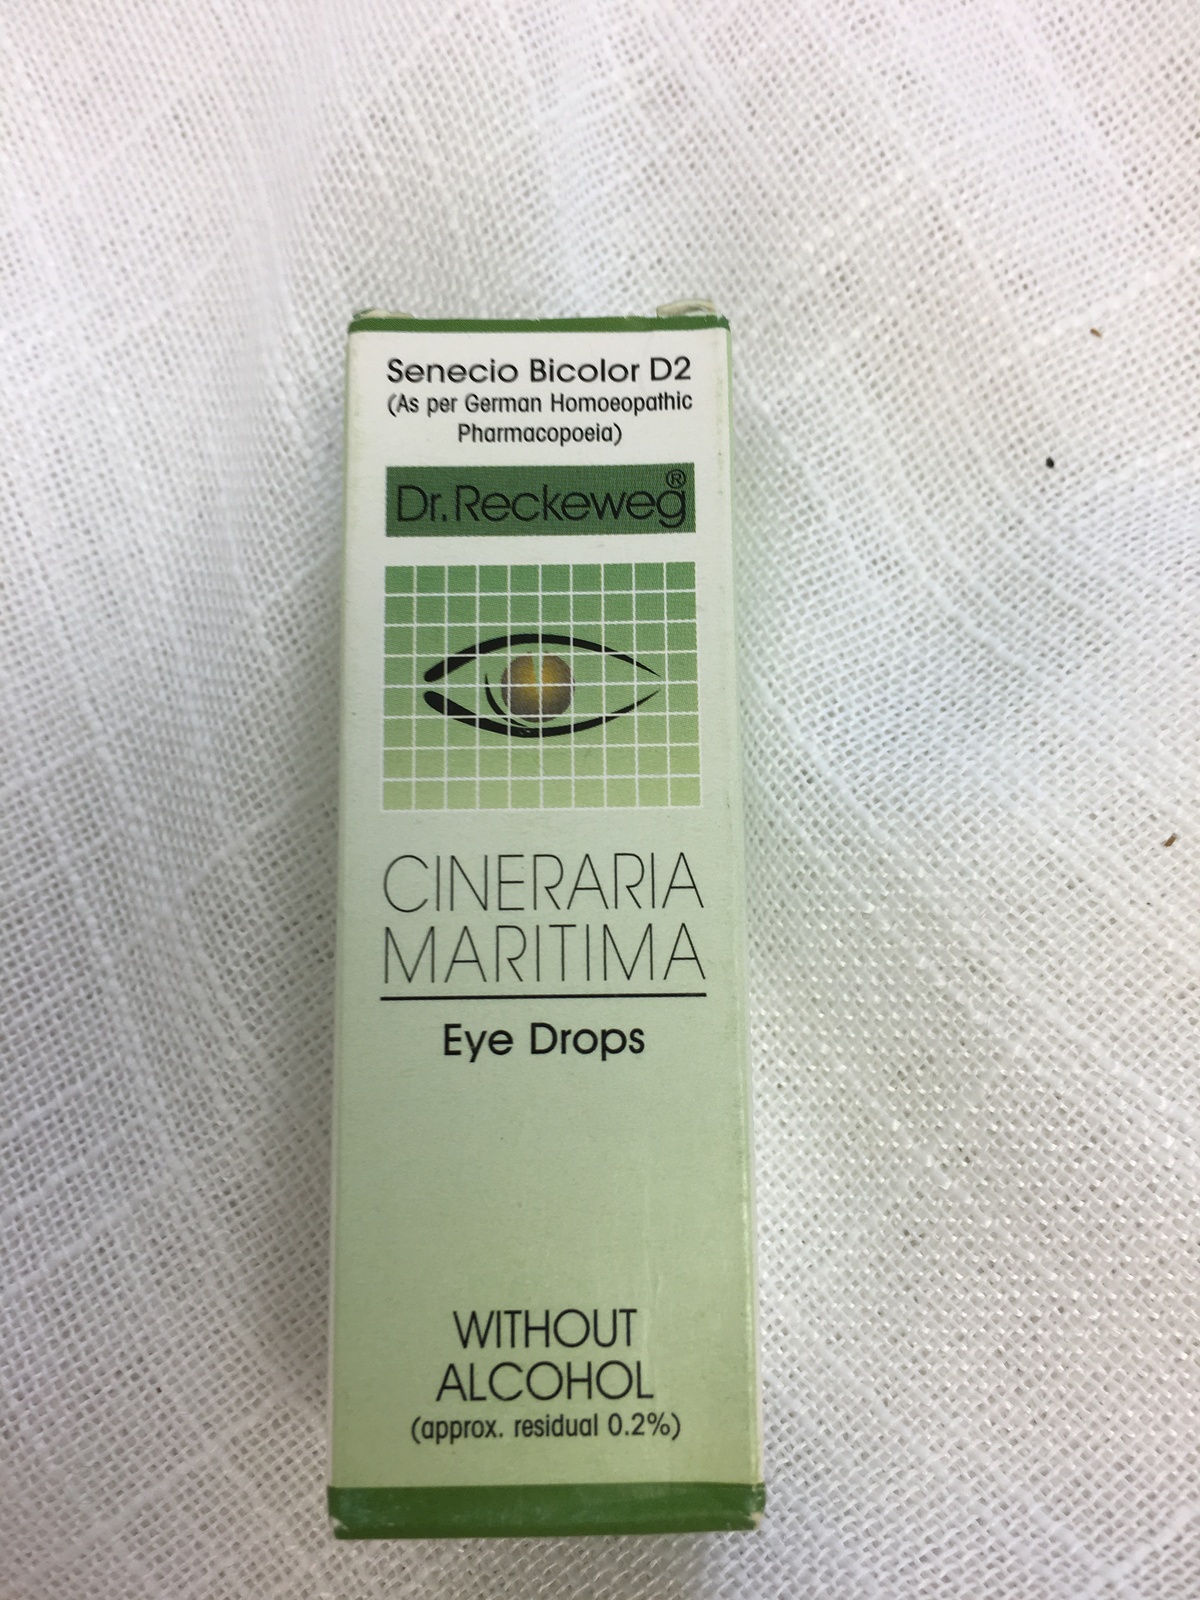 Senecio Bicolor D2
(As per German Homoeopathic
Pharmacopoeia)
Dr. Reckeweg®
CINERARIA
MARITIMA
Eye Drops
WITHOUT
ALCOHOL
(approx. residual 0.2%)